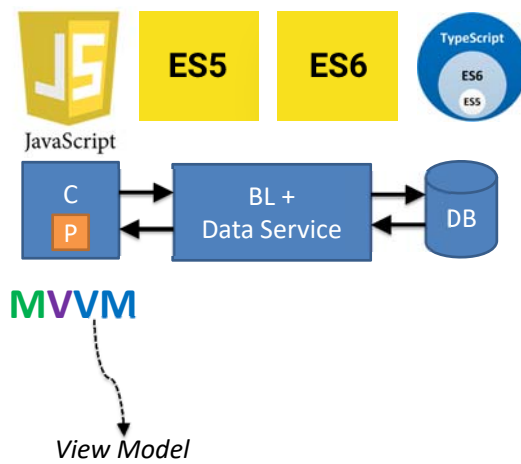 JS
JavaScript
ES5
ES6
TypeScript
ES6
ES5
C
P
BL +
Data Service
DB
MVVM
View Model